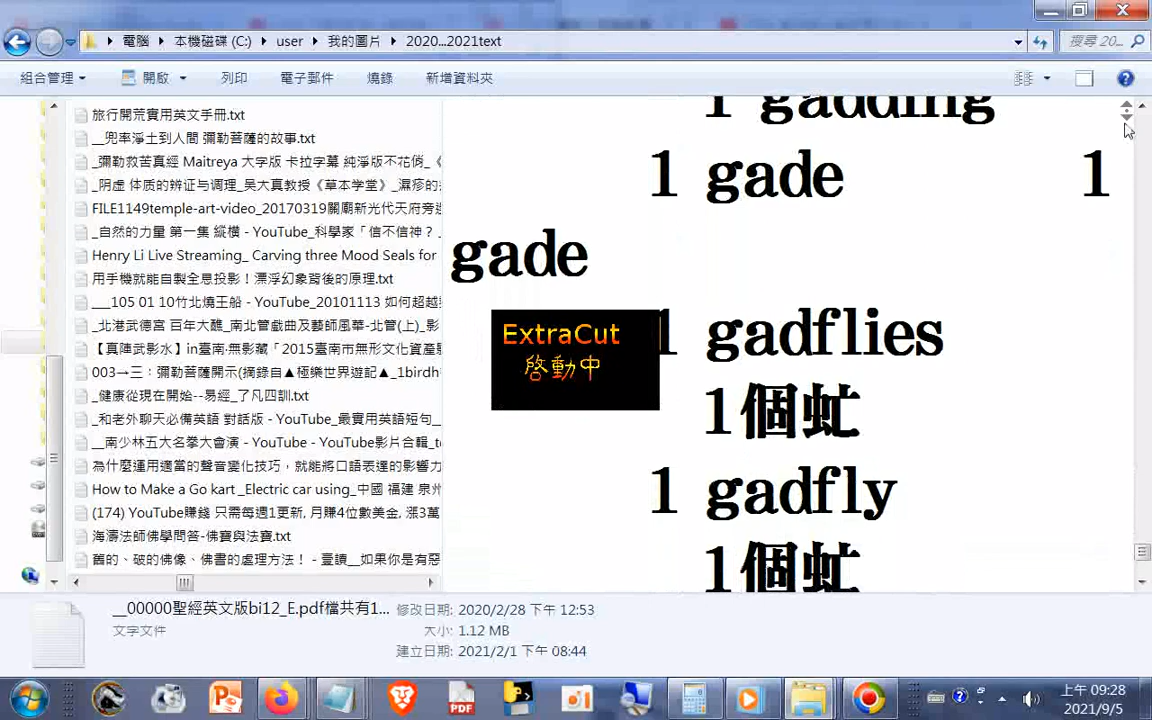 電腦 本機磁碟 (C:) user 我的圖片 2020...2021text
搜尋 20...
組合管理 開啟 列印 電子郵件 燒錄 新增資料夾
旅行開荒實用英文手冊.txt
__兜率淨土到人間 彌勒菩薩的故事.txt
_彌勒救苦真經 Maitreya 大字版 卡拉字幕 純淨版不花俏_《
_阴虚 体质的辨证与调理_吴大真教授《草本学堂》_濕疹的
FILE1149temple-art-video_20170319關廟新光代天府旁邊
_自然的力量 第一集 縱橫 - YouTube_科學家「信不信神？」
Henry Li Live Streaming_ Carving three Mood Seals for
用手機就能自製全息投影！漂浮幻象背後的原理.txt
___105 01 10竹北燒王船 - YouTube_20101113 如何超越
_北港武德宮 百年大醮_南北管戲曲及藝師風華-北管(上)_影
【真陣武影水】in臺南·無影藏「2015臺南市無形文化資產
003→三：彌勒菩薩開示(摘錄自▲極樂世界遊記▲_1birdh
_健康從現在開始--易經_了凡四訓.txt
_和老外聊天必備英語 對話版 - YouTube_最實用英語短句_
__南少林五大名拳大會演 - YouTube - YouTube影片合輯_t
為什麼運用適當的聲音變化技巧，就能將口語表達的影響力
How to Make a Go kart _Electric car using_中國 福建 泉州
(174) YouTube賺錢 只需每週1更新, 月賺4位數美金, 漲3萬
海濤法師佛學問答-佛寶與法寶.txt
舊的、破的佛像、佛書的處理方法！ - 壹讀__如果你是有惡
1 gadding
1 gade 1
gade
1 gadflies
1個虻
1 gadfly
1個虻
ExtraCut
啓動中
__00000聖經英文版bi12_E.pdf檔共有1... 修改日期: 2020/2/28 下午 12:53
文字文件 大小: 1.12 MB
建立日期: 2021/2/1 下午 08:44
上午 09:28
2021/9/5